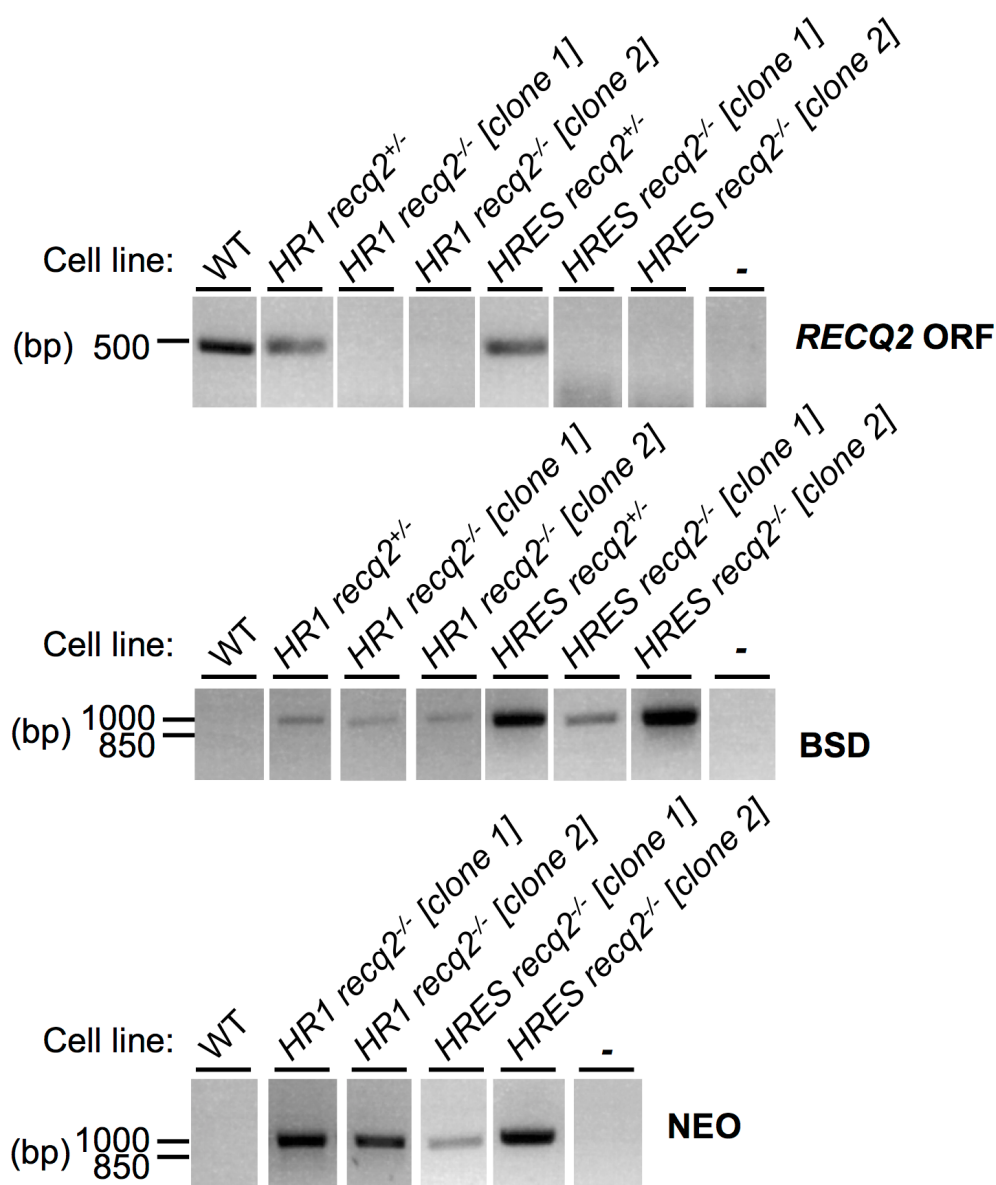 Cell line: WT HR1 recq2+/- HR1 recq2-/- [clone 1] HR1 recq2-/- [clone 2] HRES recq2+/- HRES recq2-/- [clone 1] HRES recq2-/- [clone 2] -
(bp) 500 RECQ2 ORF
Cell line: WT HR1 recq2+/- HR1 recq2-/- [clone 1] HR1 recq2-/- [clone 2] HRES recq2+/- HRES recq2-/- [clone 1] HRES recq2-/- [clone 2] -
(bp) 1000
850
BSD
Cell line: WT HR1 recq2-/- [clone 1] HR1 recq2-/- [clone 2] HRES recq2-/- [clone 1] HRES recq2-/- [clone 2] -
(bp) 1000
850
NEO